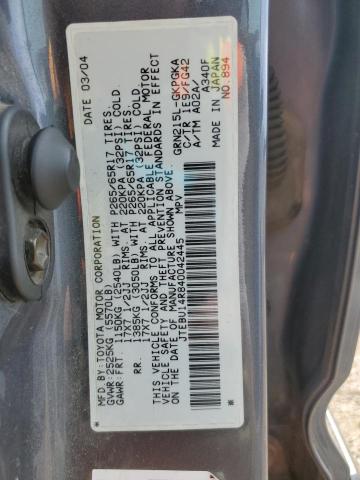 MFD.BY:TOYOTA MOTOR CORPORATION DATE 03/04
GVWR:2525KG(5570LB)
GAWR:FRT. 1150KG(2540LB)WITH P265/65R17 TIRES,
17X7 1/2JJ RIMS, AT 220KPA(32PSI)COLD
RR. 1385KG(3050LB)WITH P265/65R17 TIRES,
17X7 1/2JJ RIMS, AT 220KPA(32PSI)COLD
THIS VEHICLE CONFORMS TO ALL APPLICABLE FEDERAL MOTOR
VEHICLE SAFETY AND THEFT PREVENTION STANDARDS IN EFFECT
ON THE DATE OF MANUFACTURE SHOWN ABOVE.
*JTEBU14R840042445* MPV
GRN215L-GKPGKA
C/TR 1E9/FG42
A/TM A02A/ A340F
MADE IN JAPAN
NO.894